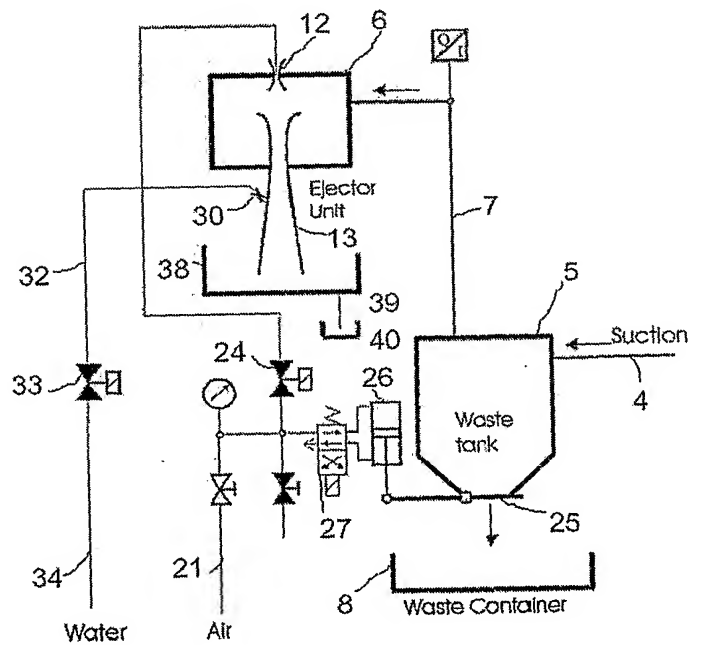 12
6
O/I
Ejector
Unit
30
13
7
32
38
39
40
5
Suction
4
24
26
33
Waste
tank
27
25
34
21
8
Waste Container
Water
Air